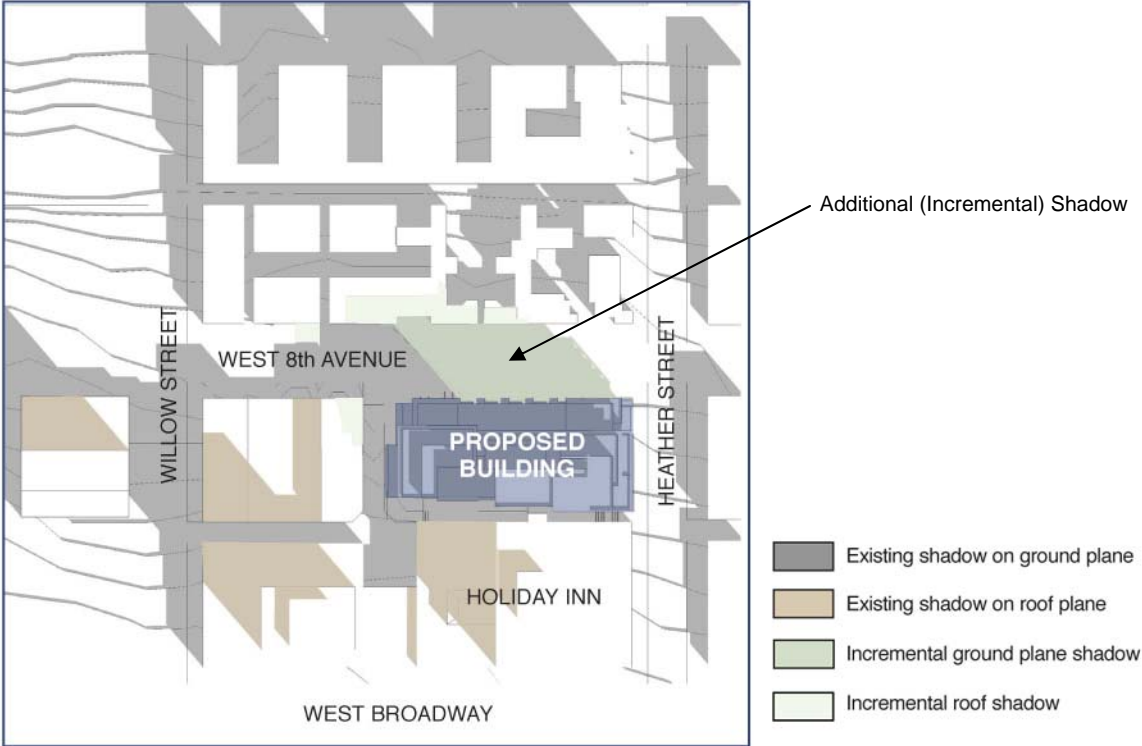 Additional (Incremental) Shadow
WILLOW STREET
WEST 8th AVENUE
HEATHER STREET
PROPOSED
BUILDING
HOLIDAY INN
WEST BROADWAY
Existing shadow on ground plane
Existing shadow on roof plane
Incremental ground plane shadow
Incremental roof shadow